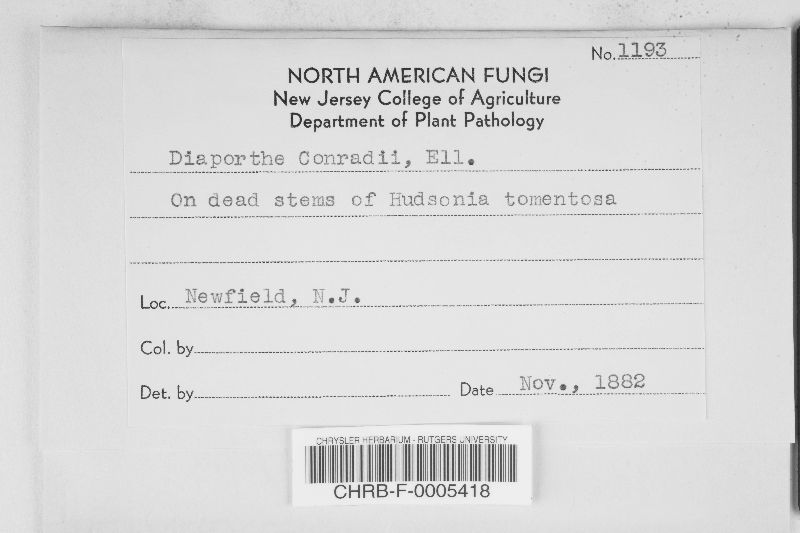 No. 1193
NORTH AMERICAN FUNGI
New Jersey College of Agriculture
Department of Plant Pathology
Diaporthe Conradii, Ell.
On dead stems of Hudsonia tomentosa
Loc. Newfield, N.J.
Col. by
Det. by Date Nov., 1882
CHRYSLER HERBARIUM - RUTGERS UNIVERSITY
CHRB-F-0005418